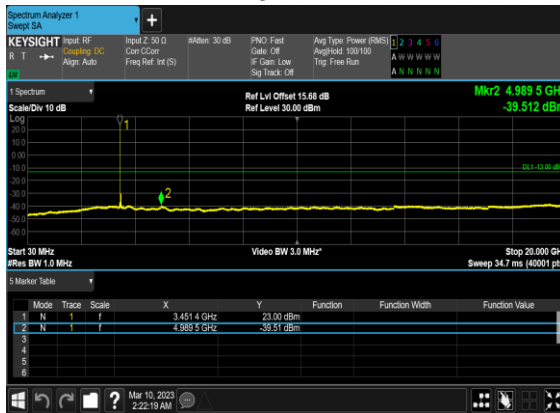 Spectrum Analyzer 1
Swept SA
+
KEYSIGHT Input: RF Input Z: 50 Ω #Atten: 30 dB PNO: Fast Avg Type: Power (RMS) 1 2 3 4 5 6
R T Coupling: DC Corr CCorr Gate: Off Avg|Hold: 100/100 A W W W W W
Align: Auto Freq Ref: Int (S) IF Gain: Low Trig: Free Run
Sig Track: Off A N N N N N
1 Spectrum Ref Lvl Offset 15.68 dB Mkr2 4.989 5 GH
Scale/Div 10 dB Ref Level 30.00 dBm -39.512 dB
Log
20.0
10.0
0.00
-10.0
DL1 -13.00 dB
-20.0
-30.0
-40.0
-50.0
-60.0
1
2
Start 30 MHz Video BW 3.0 MHz* Stop 20.000 GH
#Res BW 1.0 MHz Sweep 34.7 ms (40001 pt
5 Marker Table
Mode Trace Scale X Y Function Function Width Function Value
1 N 1 f 3.451 4 GHz 23.00 dBm
2 N 1 f 4.989 5 GHz -39.51 dBm
3
4
5
6
? Mar 10, 2023
2:22:19 AM